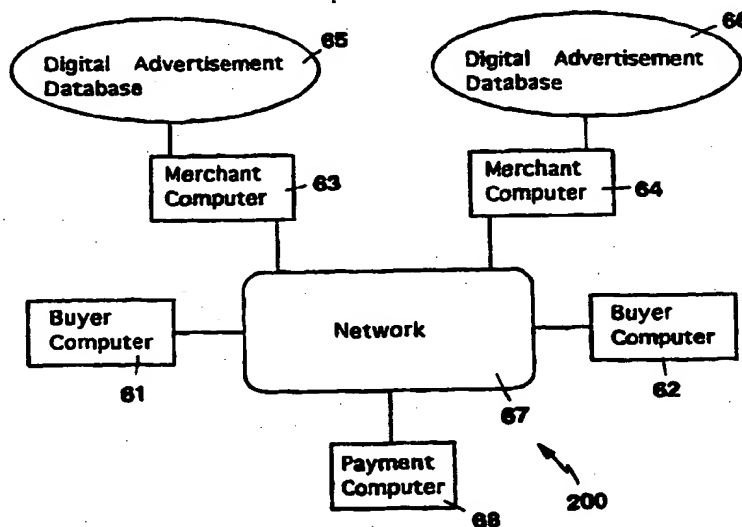 65
66
Digital Advertisement
Database
Digital Advertisement
Database
Merchant
Computer
63
Merchant
Computer
64
Buyer
Computer
61
Network
67
Buyer
Computer
62
Payment
Computer
68
200